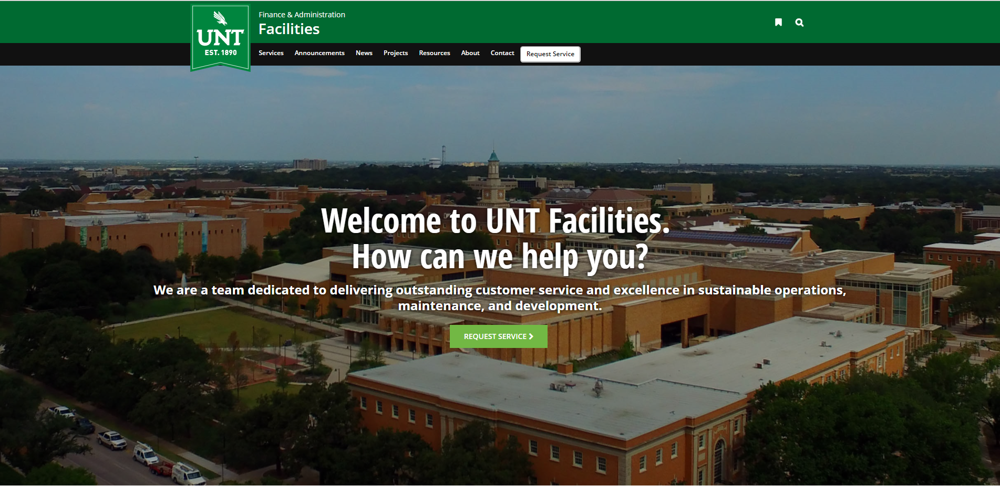 UNT
EST. 1890
Finance & Administration
Facilities
Services Announcements News Projects Resources About Contact Request Service
Welcome to UNT Facilities.
How can we help you?
We are a team dedicated to delivering outstanding customer service and excellence in sustainable operations,
maintenance, and development.
REQUEST SERVICE